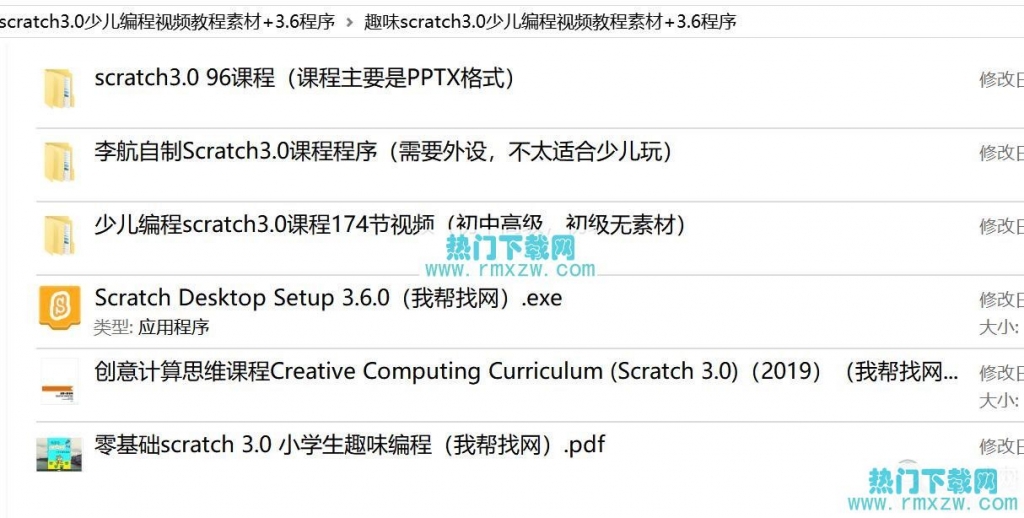 scratch3.0少儿编程视频教程素材+3.6程序 > 趣味scratch3.0少儿编程视频教程素材+3.6程序
scratch3.0 96课程（课程主要是PPTX格式）
修改日
李航自制Scratch3.0课程程序（需要外设，不太适合少儿玩）
修改日
少儿编程scratch3.0课程174节视频（初中高级，初级无素材）
修改日
热门下载网
www.rmxzw.com
Scratch Desktop Setup 3.6.0（我帮找网）.exe
修改日
类型: 应用程序
大小:
创意计算思维课程Creative Computing Curriculum (Scratch 3.0)（2019）（我帮找网...
修改日
大小:
零基础scratch 3.0 小学生趣味编程（我帮找网）.pdf
修改日
热门下载网
www.rmxzw.com